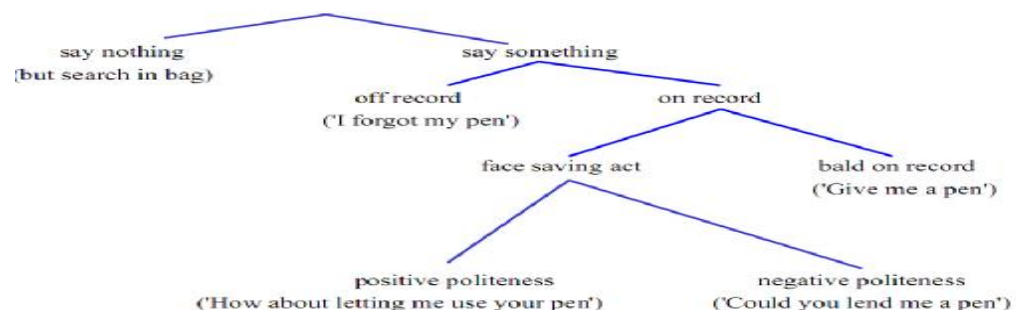 say nothing
(but search in bag)
say something
off record
('I forgot my pen')
on record
face saving act
bald on record
('Give me a pen')
positive politeness
('How about letting me use your pen')
negative politeness
('Could you lend me a pen')